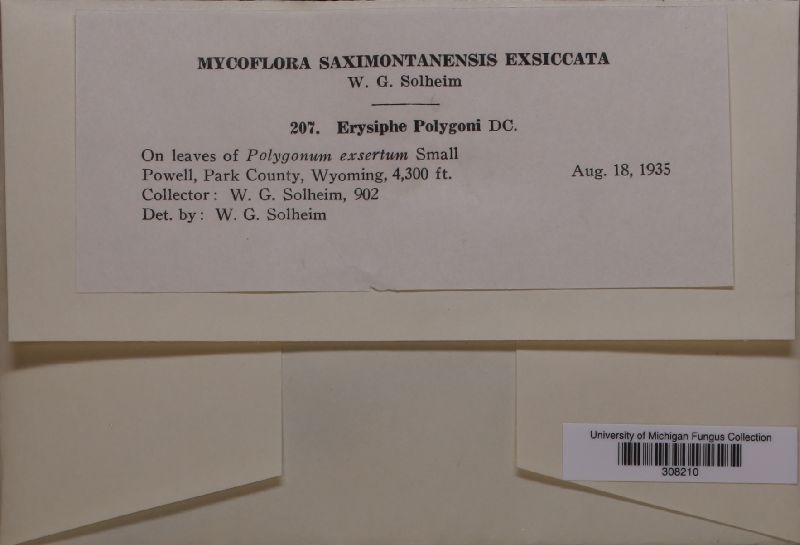 MYCOFLORA SAXIMONTANENSIS EXSICCATA
W. G. Solheim
207. Erysiphe Polygoni DC.
On leaves of Polygonum exsertum Small
Powell, Park County, Wyoming, 4,300 ft. Aug. 18, 1935
Collector: W. G. Solheim, 902
Det. by: W. G. Solheim
University of Michigan Fungus Collection
308210